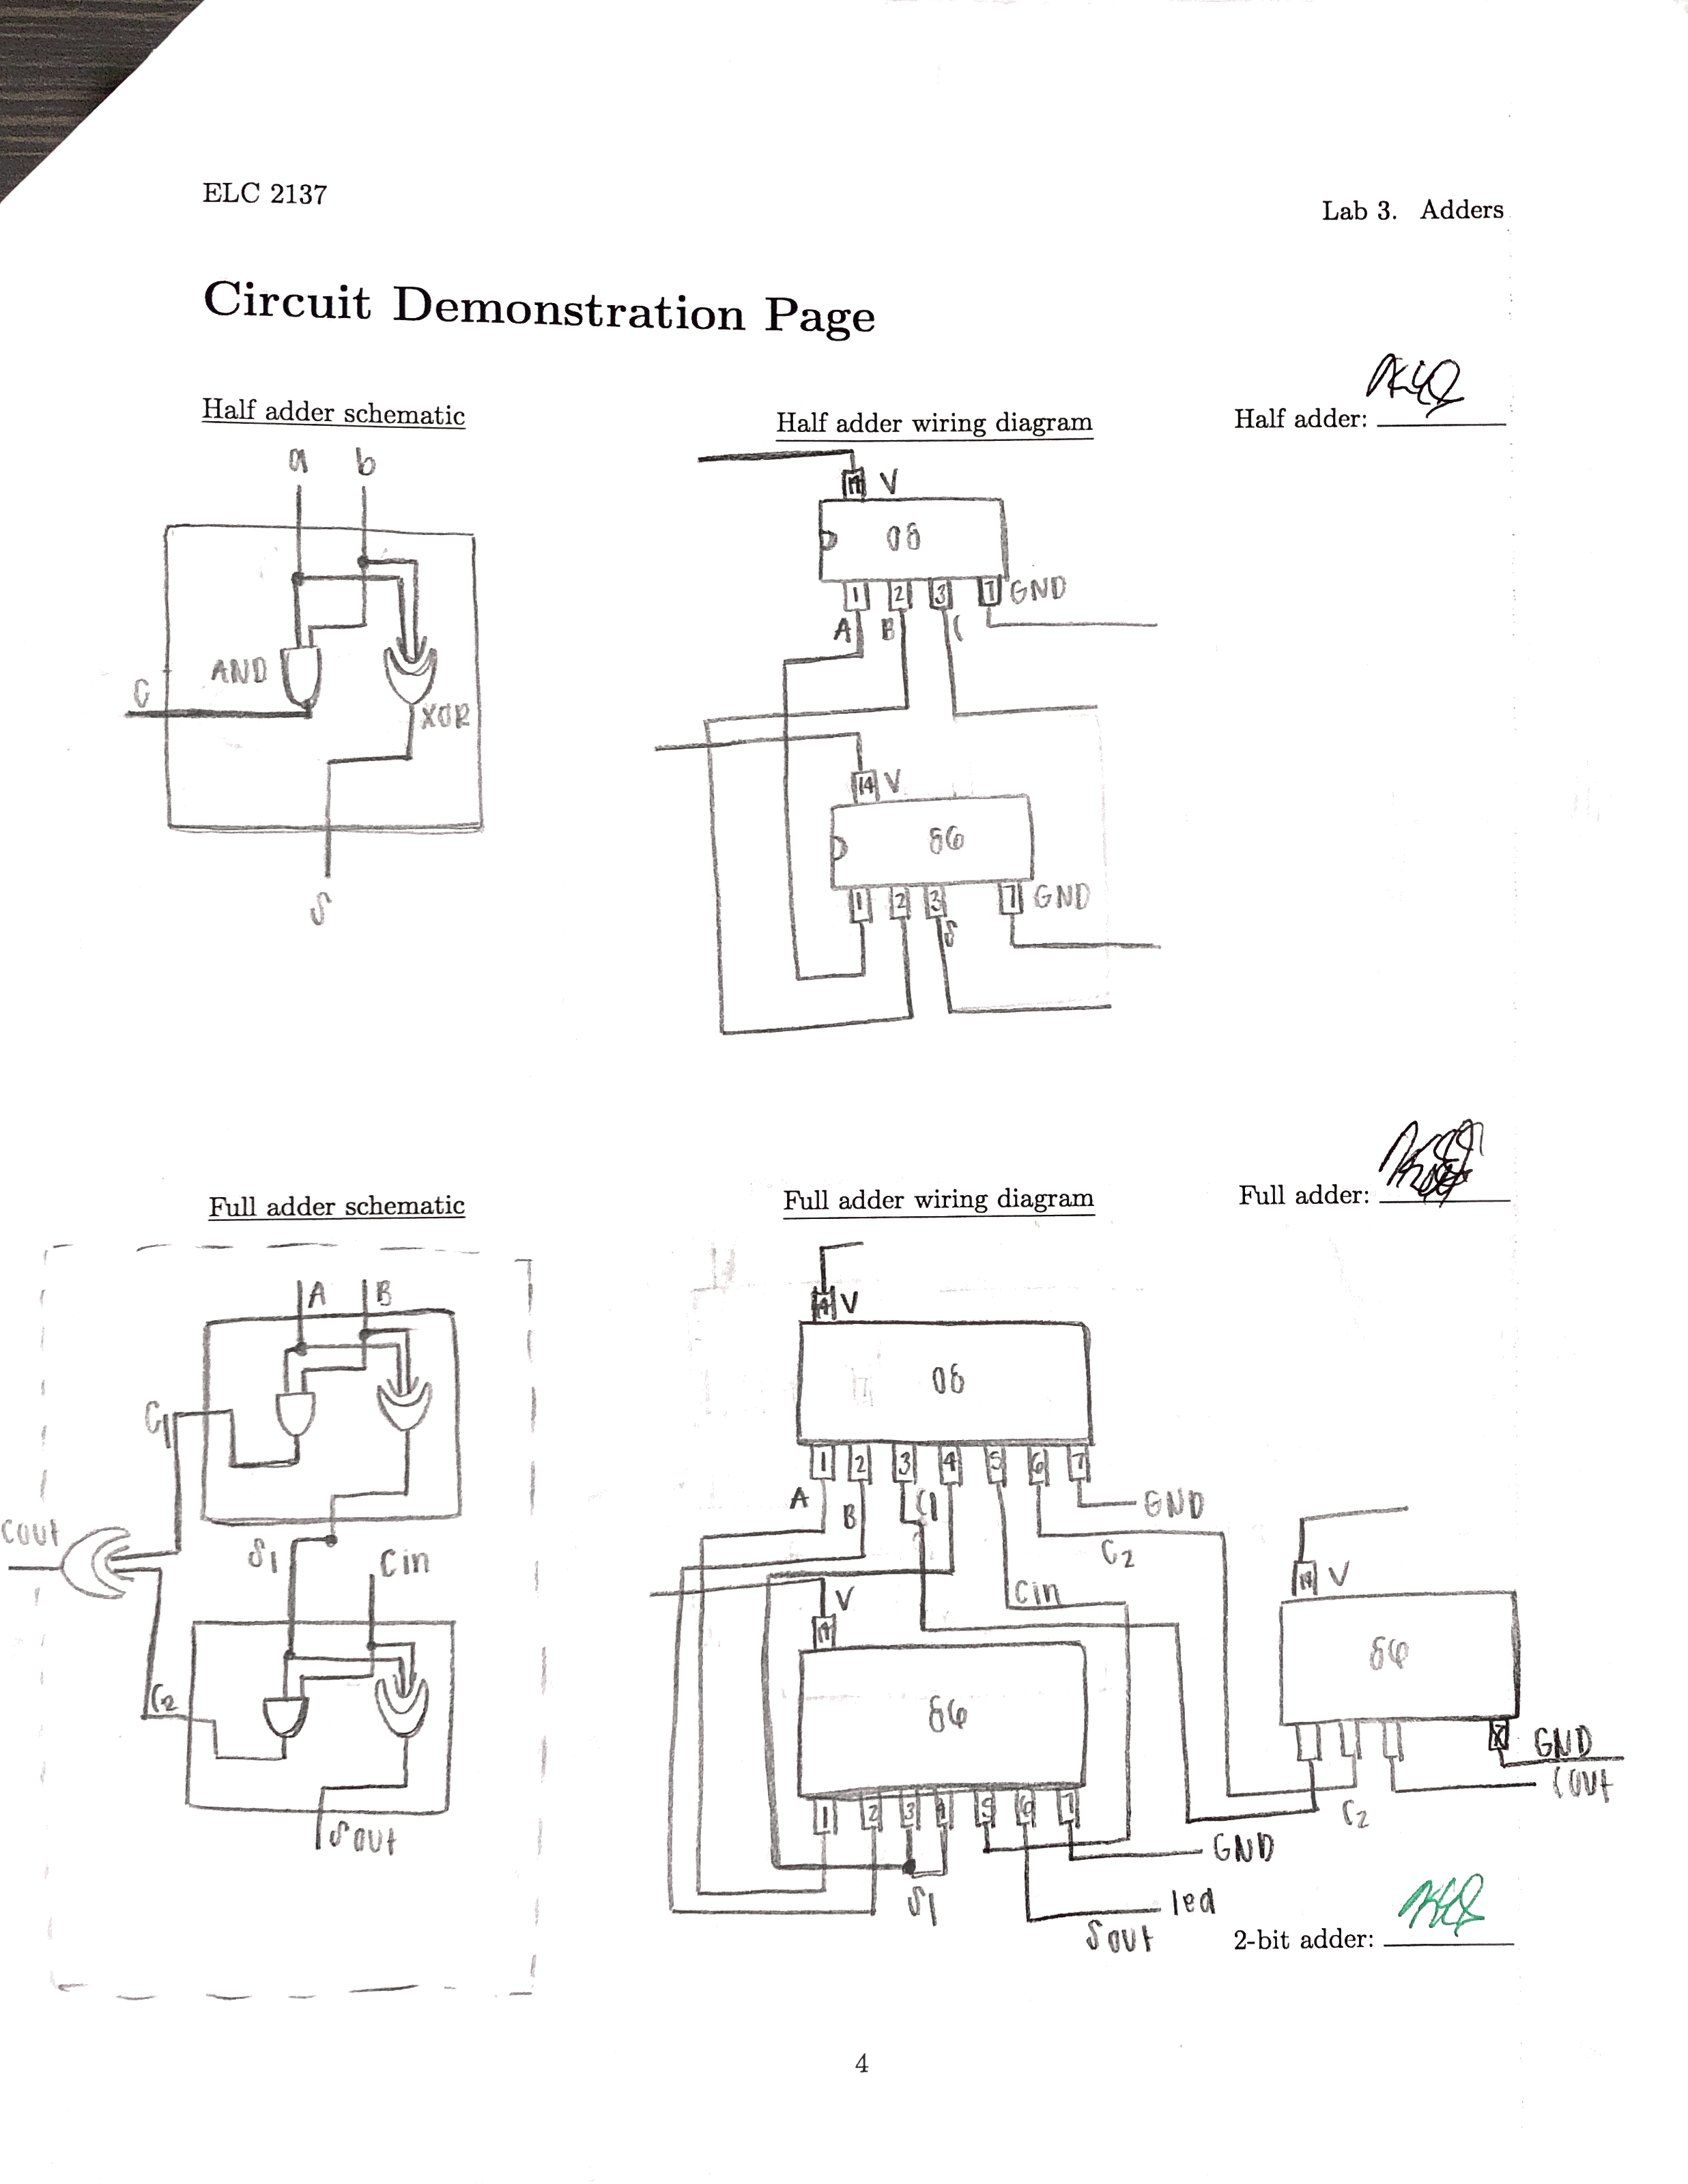 ELC 2137
Lab 3. Adders
Circuit Demonstration Page
Half adder schematic
Half adder wiring diagram
Half adder:
a b
AND
C
XOR
S
14 V
08
1 2 3 7 GND
A B C
14 V
86
1 2 3 7 GND
S
Full adder schematic
Full adder wiring diagram
Full adder:
A B
C1
Cout
S1
Cin
C2
Sout
14 V
08
1 2 3 4 5 6 7
A B C1 GND
C2
Cin
V
14
86
1 2 3 4 5 6 7
S1
GND
led
Sout
14 V
86
GND
Cout
C2
2-bit adder:
4